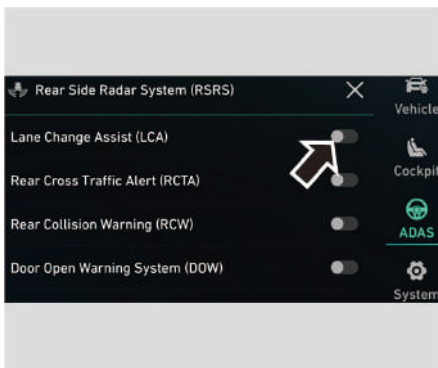 Rear Side Radar System (RSRS)
Vehicle
Lane Change Assist (LCA)
Cockpit
Rear Cross Traffic Alert (RCTA)
Rear Collision Warning (RCW)
ADAS
Door Open Warning System (DOW)
System